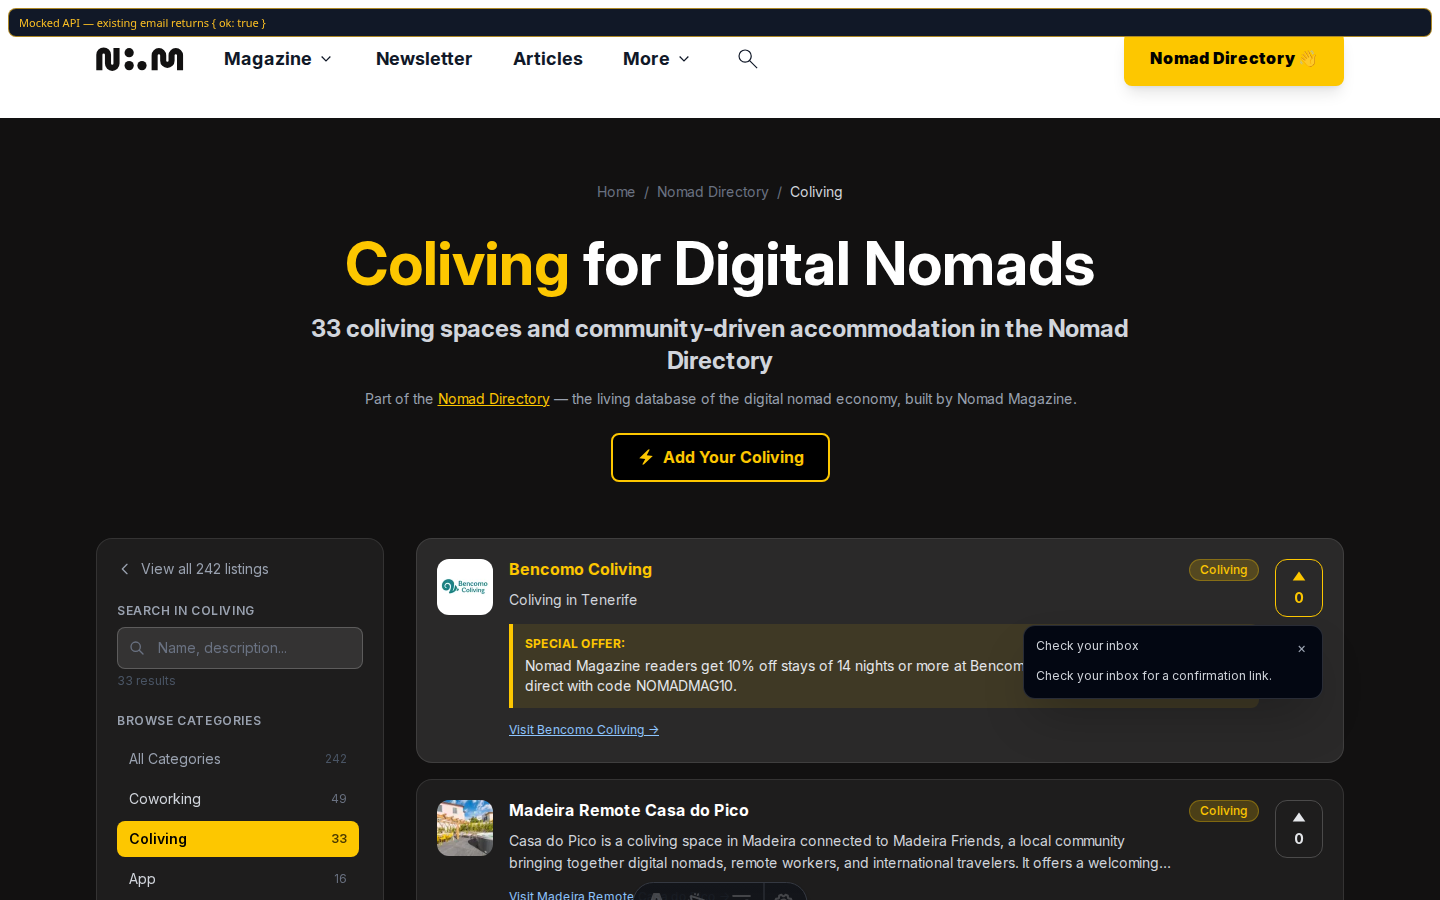 Mocked API — existing email returns { ok: true }
N:.M
Magazine
Newsletter
Articles
More
Nomad Directory 👋
Home / Nomad Directory / Coliving
Coliving for Digital Nomads
33 coliving spaces and community-driven accommodation in the Nomad
Directory
Part of the Nomad Directory — the living database of the digital nomad economy, built by Nomad Magazine.
Add Your Coliving
View all 242 listings
SEARCH IN COLIVING
Name, description...
33 results
BROWSE CATEGORIES
All Categories 242
Coworking 49
Coliving 33
App 16
Bencomo Coliving
Bencomo Coliving
Coliving
0
Coliving in Tenerife
SPECIAL OFFER:
Nomad Magazine readers get 10% off stays of 14 nights or more at Bencom
direct with code NOMADMAG10.
Check your inbox
×
Check your inbox for a confirmation link.
Visit Bencomo Coliving →
Madeira Remote Casa do Pico
Coliving
0
Casa do Pico is a coliving space in Madeira connected to Madeira Friends, a local community
bringing together digital nomads, remote workers, and international travelers. It offers a welcoming...
Visit Madeira Remote